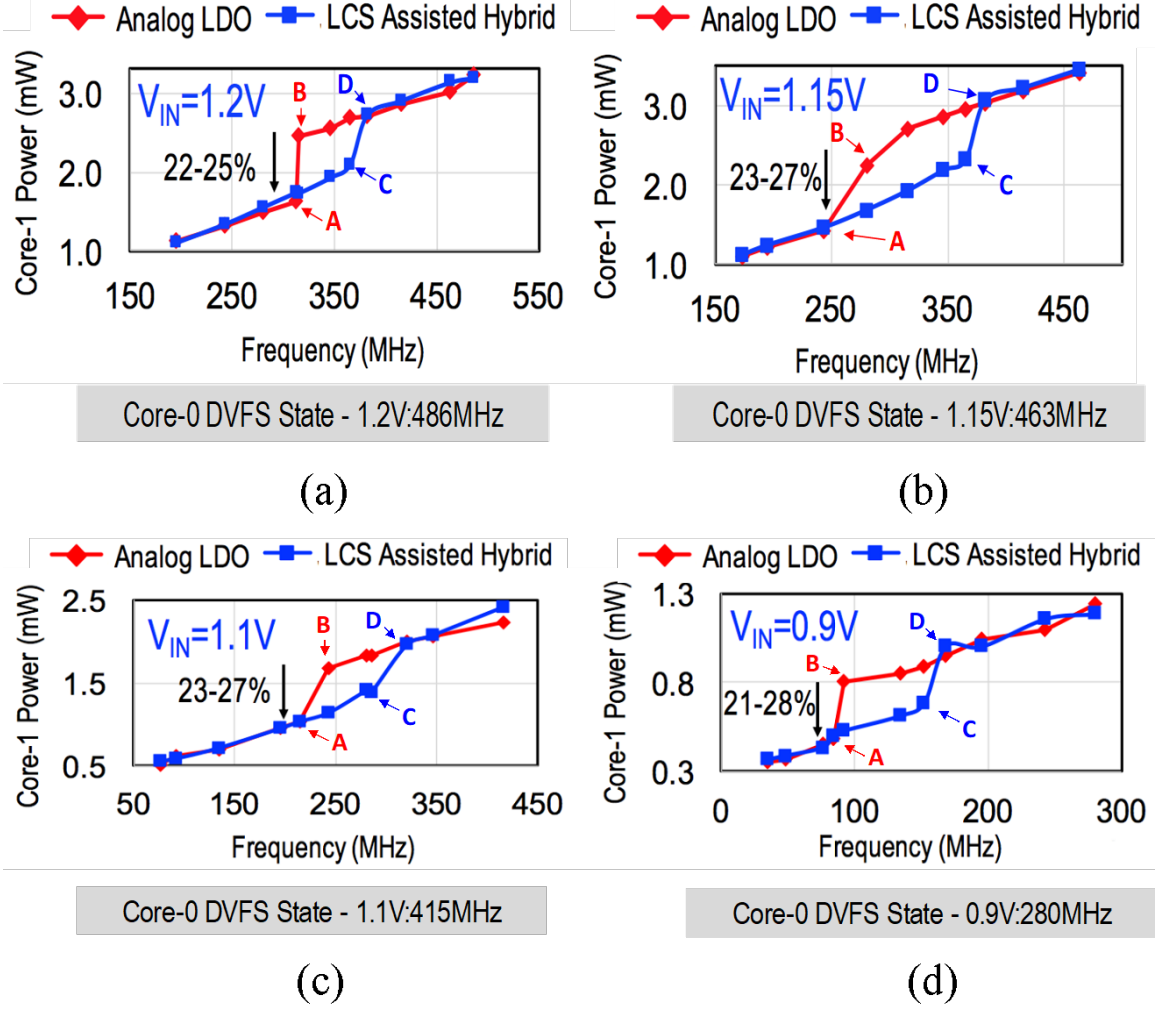 Analog LDO LCS Assisted Hybrid
Core-1 Power (mW)
3.0
2.0
1.0
V_IN=1.2V
22-25%
A
B
C
D
150 250 350 450 550
Frequency (MHz)
Core-0 DVFS State - 1.2V:486MHz
(a)
Analog LDO LCS Assisted Hybrid
Core-1 Power (mW)
3.0
2.0
1.0
V_IN=1.15V
23-27%
A
B
C
D
150 250 350 450
Frequency (MHz)
Core-0 DVFS State - 1.15V:463MHz
(b)
Analog LDO LCS Assisted Hybrid
Core-1 Power (mW)
2.5
1.5
0.5
V_IN=1.1V
23-27%
A
B
C
D
50 150 250 350 450
Frequency (MHz)
Core-0 DVFS State - 1.1V:415MHz
(c)
Analog LDO LCS Assisted Hybrid
Core-1 Power (mW)
1.3
0.8
0.3
V_IN=0.9V
21-28%
A
B
C
D
0 100 200 300
Frequency (MHz)
Core-0 DVFS State - 0.9V:280MHz
(d)